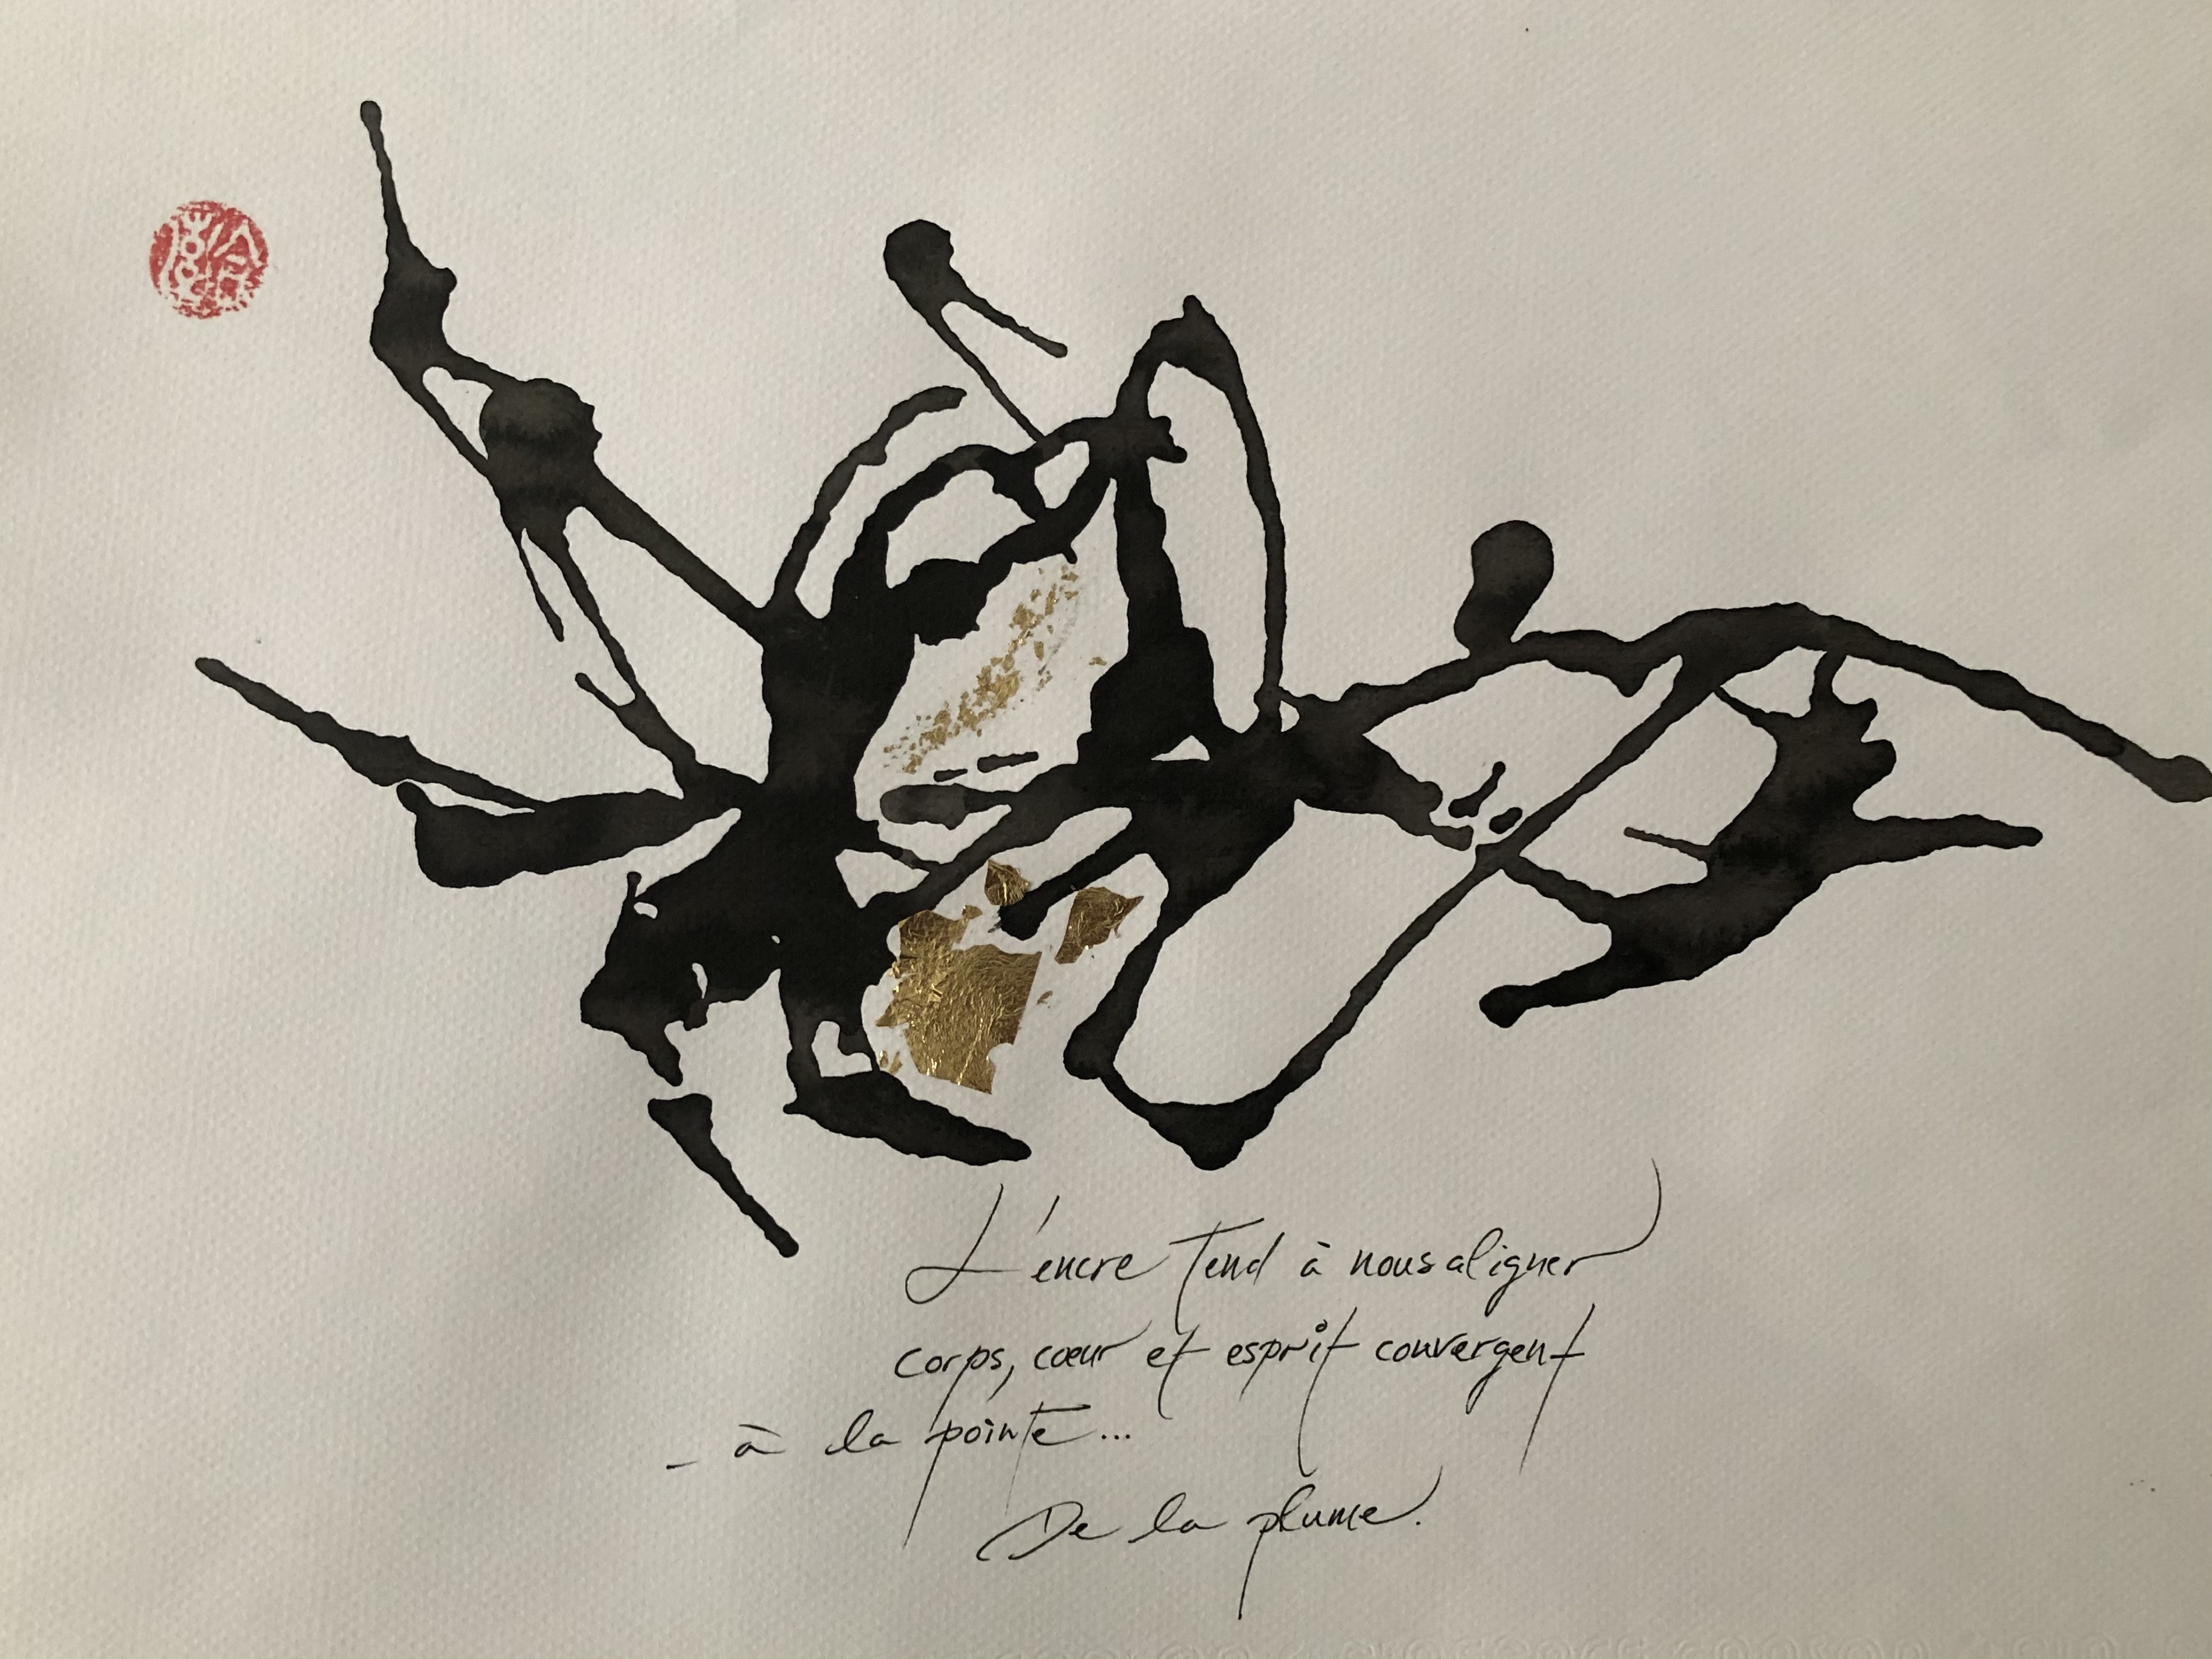 L'encre tend à nous aligner
corps, cœur et esprit convergent
- à la pointe...
De la plume.